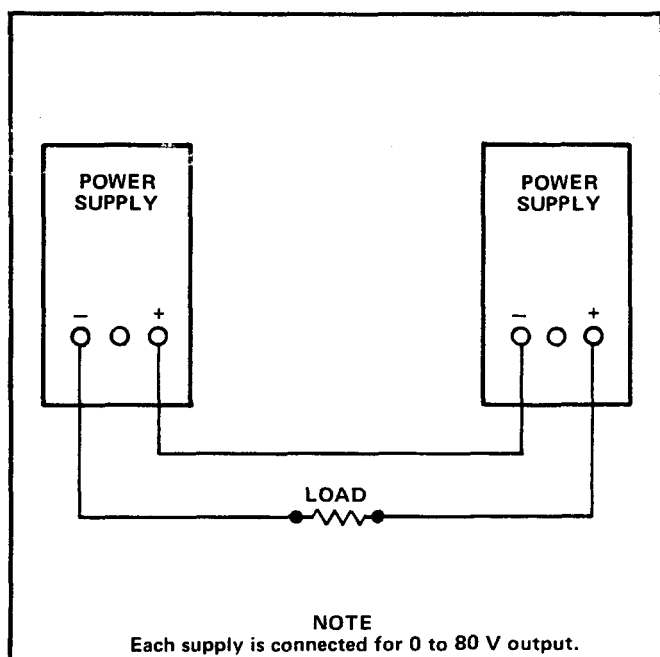 POWER
SUPPLY
POWER
SUPPLY
− +
− +
LOAD
NOTE
Each supply is connected for 0 to 80 V output.